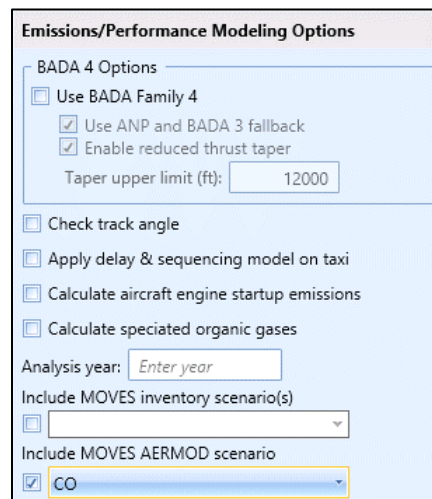 Emissions/Performance Modeling Options
BADA 4 Options
Use BADA Family 4
Use ANP and BADA 3 fallback
Enable reduced thrust taper
Taper upper limit (ft): 12000
Check track angle
Apply delay & sequencing model on taxi
Calculate aircraft engine startup emissions
Calculate speciated organic gases
Analysis year: Enter year
Include MOVES inventory scenario(s)
Include MOVES AERMOD scenario
CO